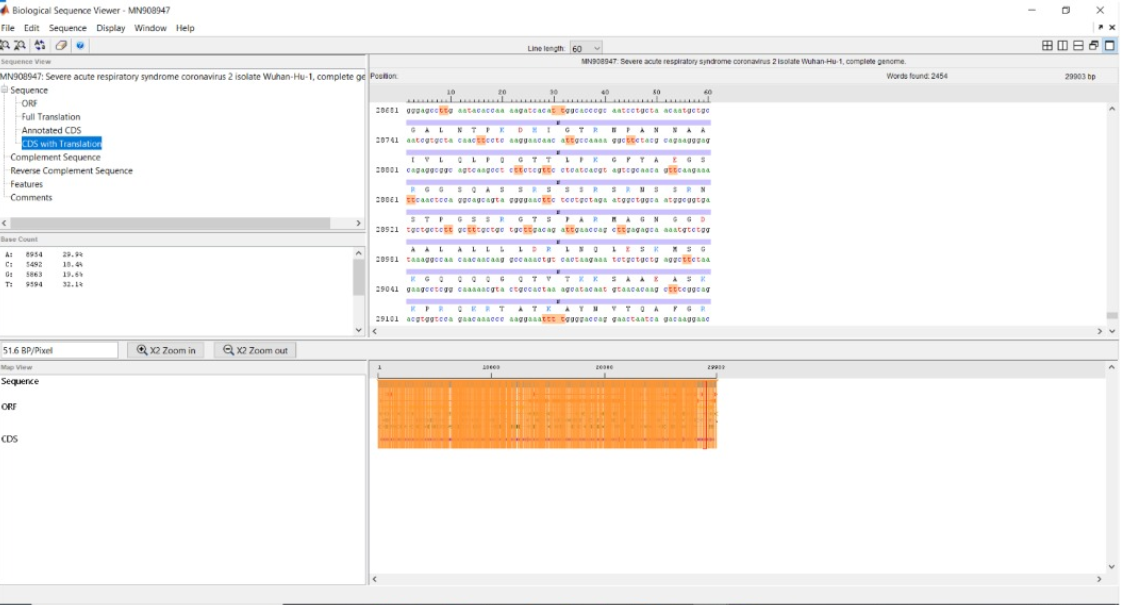 Biological Sequence Viewer - MN908947
File Edit Sequence Display Window Help
Line length: 60
Sequence View
MN908947: Severe acute respiratory syndrome coronavirus 2 isolate Wuhan-Hu-1, complete ge
Sequence
ORF
Full Translation
Annotated CDS
CDS with Translation
Complement Sequence
Reverse Complement Sequence
Features
Comments
Base Count
A: 8954 29.9%
C: 5492 18.4%
G: 5863 19.6%
T: 9594 32.1%
MN908947: Severe acute respiratory syndrome coronavirus 2 isolate Wuhan-Hu-1, complete genome.
Position: Words found: 2454 29903 bp
10 20 30 40 50 60
28681 gggagccttg aatacaccaa aagatcacat tggcacccgc aatcctgcta acaatgctgc
G A L N T P K D H I G T R N P A N N A A
28741 aatcgtgcta caacttcctc aaggaacaac attgccaaaa ggcttctacg cagaagggag
I V L Q L P Q G T T L P K G F Y A E G S
28801 cagaggcggc agtcaagcct cttctcgttc ctcatcacgt agtcgcaaca gttcaagaaa
R G G S Q A S S R S S S R S R N S S R N
28861 ttcaactcca ggcagcagta ggggaacttc tcctgctaga atggctggca atggcggtga
S T P G S S R G T S P A R M A G N G G D
28921 tgctgctctt gctttgctgc tgcttgacag attgaaccag cttgagagca aaatgtctgg
A A L A L L L L D R L N Q L E S K M S G
28981 taaaggccaa caacaacaag gccaaactgt cactaagaaa tctgctgctg aggcttctaa
K G Q Q Q Q G Q T V T K K S A A E A S K
29041 gaagcctcgg caaaaacgta ctgccactaa agcatacaat gtaacacaag ctttcggcag
K P R Q K R T A T K A Y N V T Q A F G R
29101 acgtggtcca gaacaaaccc aaggaaattt tggggaccag gaactaatca gacaaggaac
51.6 BP/Pixel
X2 Zoom in
X2 Zoom out
Map View
Sequence
ORF
CDS
1 10000 20000 29903